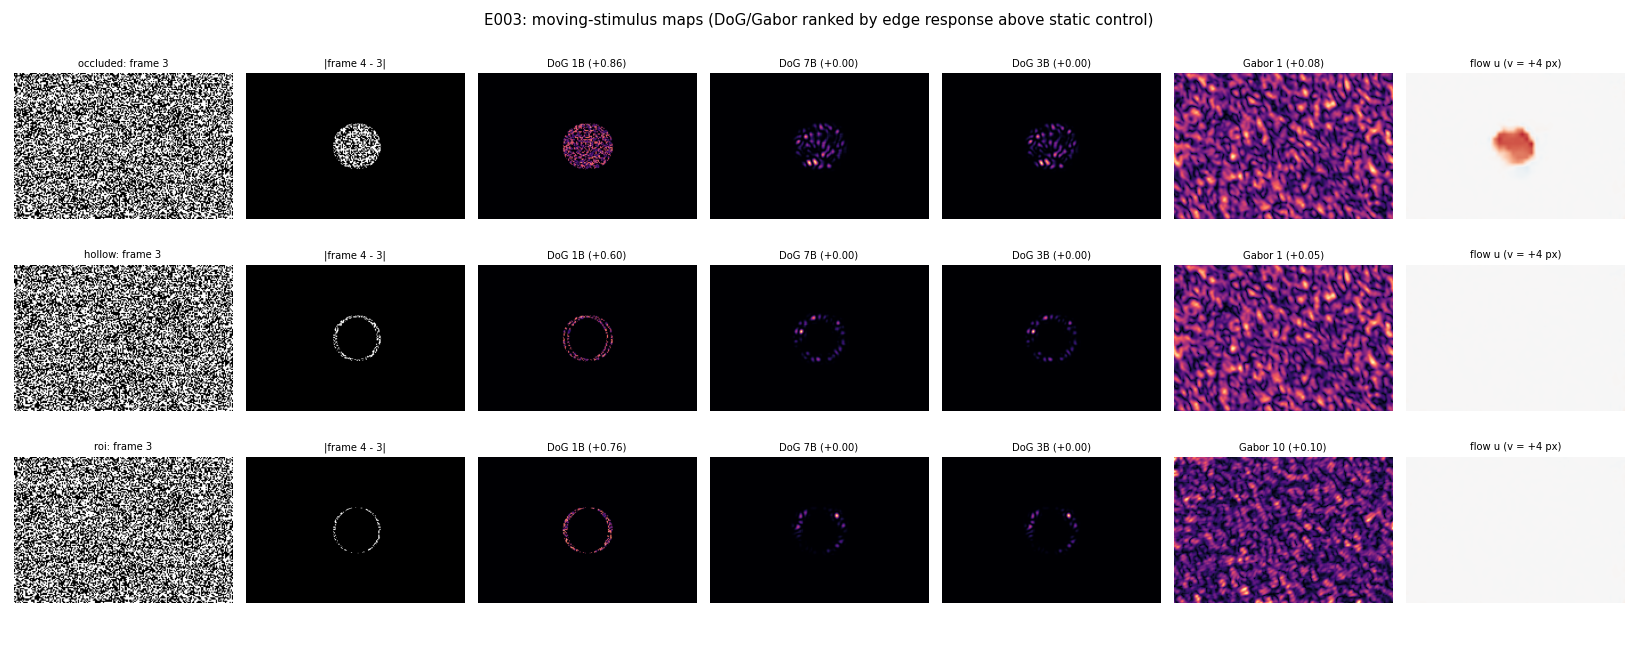 E003: moving-stimulus maps (DoG/Gabor ranked by edge response above static control)
occluded: frame 3
|frame 4 - 3|
DoG 1B (+0.86)
DoG 7B (+0.00)
DoG 3B (+0.00)
Gabor 1 (+0.08)
flow u (v = +4 px)
hollow: frame 3
|frame 4 - 3|
DoG 1B (+0.60)
DoG 7B (+0.00)
DoG 3B (+0.00)
Gabor 1 (+0.05)
flow u (v = +4 px)
roi: frame 3
|frame 4 - 3|
DoG 1B (+0.76)
DoG 7B (+0.00)
DoG 3B (+0.00)
Gabor 10 (+0.10)
flow u (v = +4 px)